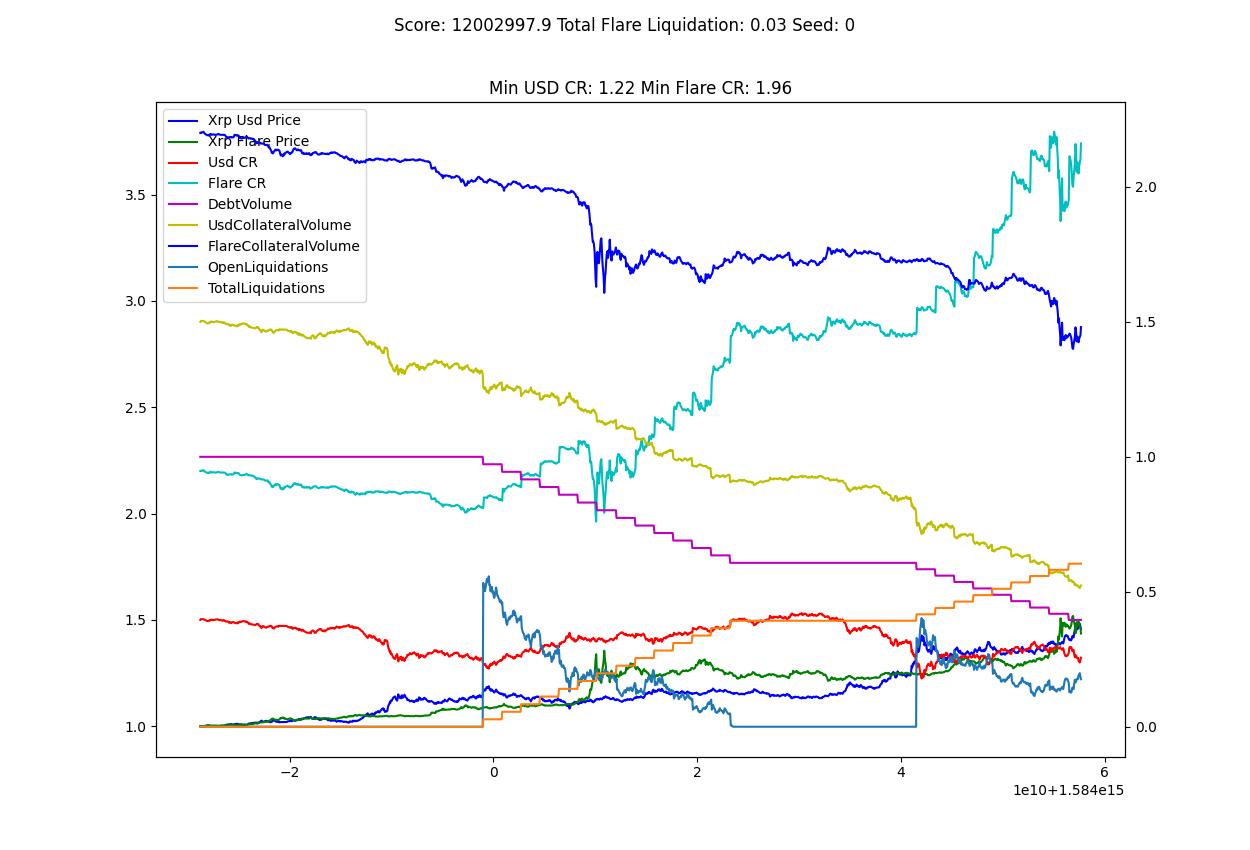 Score: 12002997.9 Total Flare Liquidation: 0.03 Seed: 0
Min USD CR: 1.22 Min Flare CR: 1.96
Xrp Usd Price
Xrp Flare Price
Usd CR
Flare CR
DebtVolume
UsdCollateralVolume
FlareCollateralVolume
OpenLiquidations
TotalLiquidations
3.5
3.0
2.5
2.0
1.5
1.0
2.0
1.5
1.0
0.5
0.0
−2
0
2
4
6
1e10+1.584e15